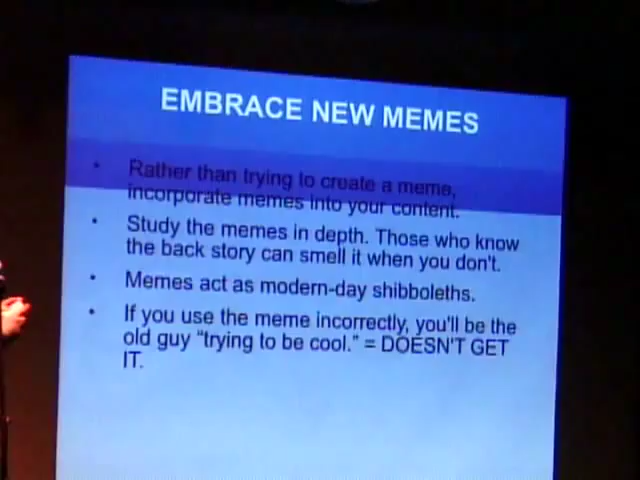 EMBRACE NEW MEMES
• Rather than trying to create a meme,
incorporate memes into your content.
• Study the memes in depth. Those who know
the back story can smell it when you don't.
• Memes act as modern-day shibboleths.
• If you use the meme incorrectly, you'll be the
old guy “trying to be cool.” = DOESN'T GET
IT.